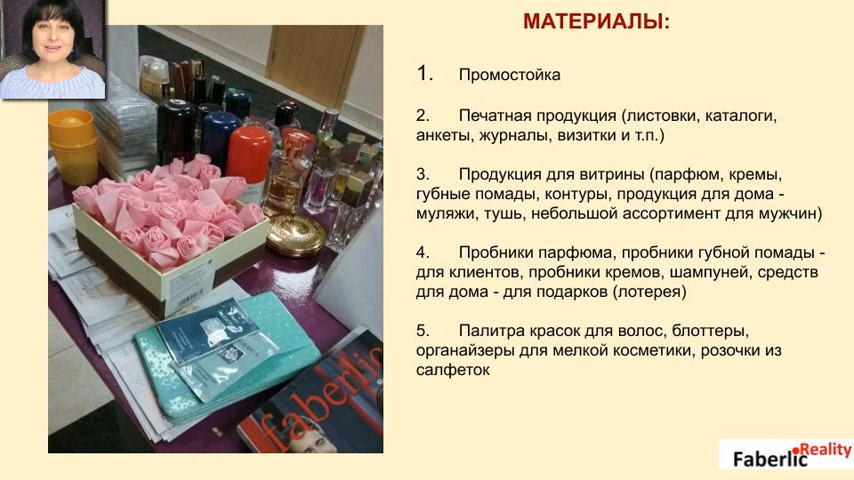 МАТЕРИАЛЫ:
1. Промостойка
2. Печатная продукция (листовки, каталоги,
анкеты, журналы, визитки и т.п.)
3. Продукция для витрины (парфюм, кремы,
губные помады, контуры, продукция для дома -
муляжи, тушь, небольшой ассортимент для мужчин)
4. Пробники парфюма, пробники губной помады -
для клиентов, пробники кремов, шампуней, средств
для дома - для подарков (лотерея)
5. Палитра красок для волос, блоттеры,
органайзеры для мелкой косметики, розочки из
салфеток
faberlic
Faberlic Reality